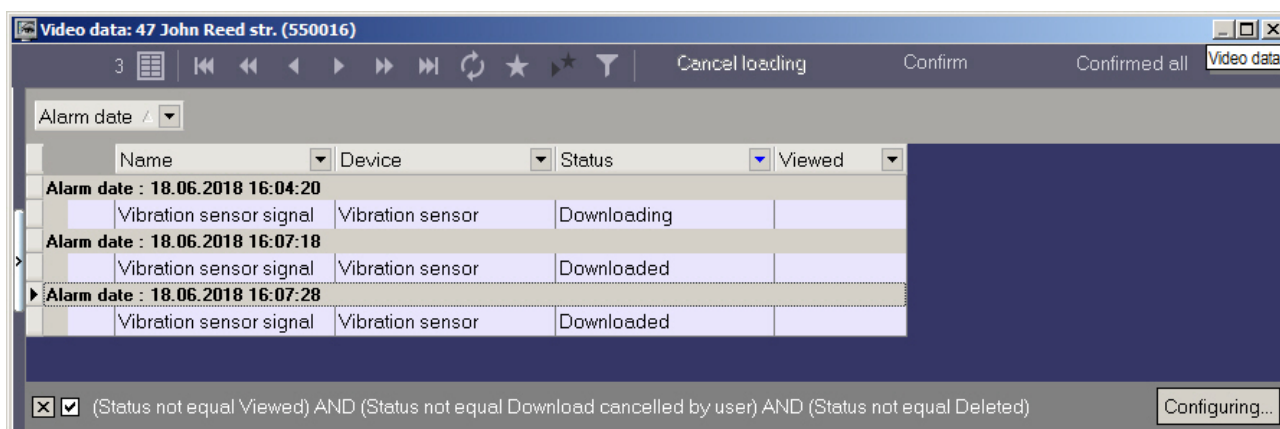 Video data: 47 John Reed str. (550016)
3 Cancel loading Confirm Confirmed all Video data
Alarm date
Name Device Status Viewed
Alarm date : 18.06.2018 16:04:20
Vibration sensor signal Vibration sensor Downloading
Alarm date : 18.06.2018 16:07:18
Vibration sensor signal Vibration sensor Downloaded
Alarm date : 18.06.2018 16:07:28
Vibration sensor signal Vibration sensor Downloaded
(Status not equal Viewed) AND (Status not equal Download cancelled by user) AND (Status not equal Deleted) Configuring...